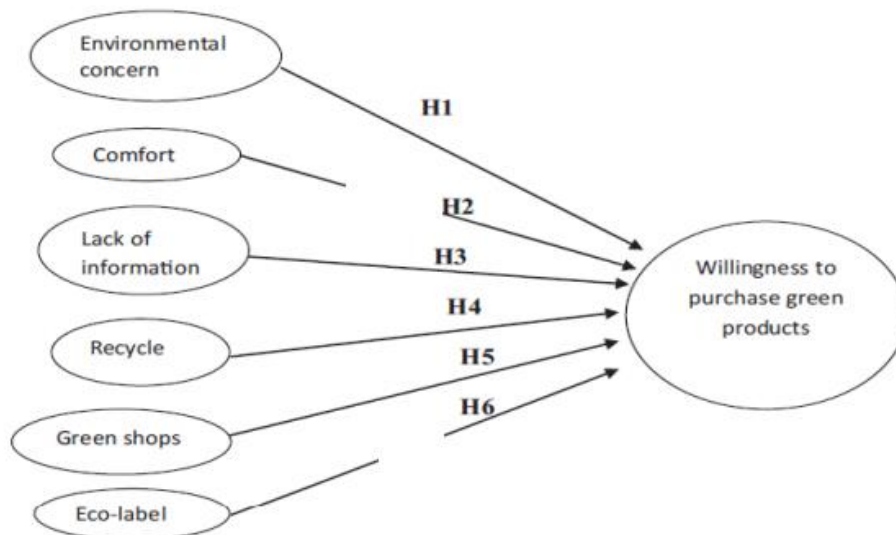 Environmental
concern
H1
Comfort
H2
Lack of
information
H3
Willingness to
purchase green
products
H4
Recycle
H5
Green shops
H6
Eco-label